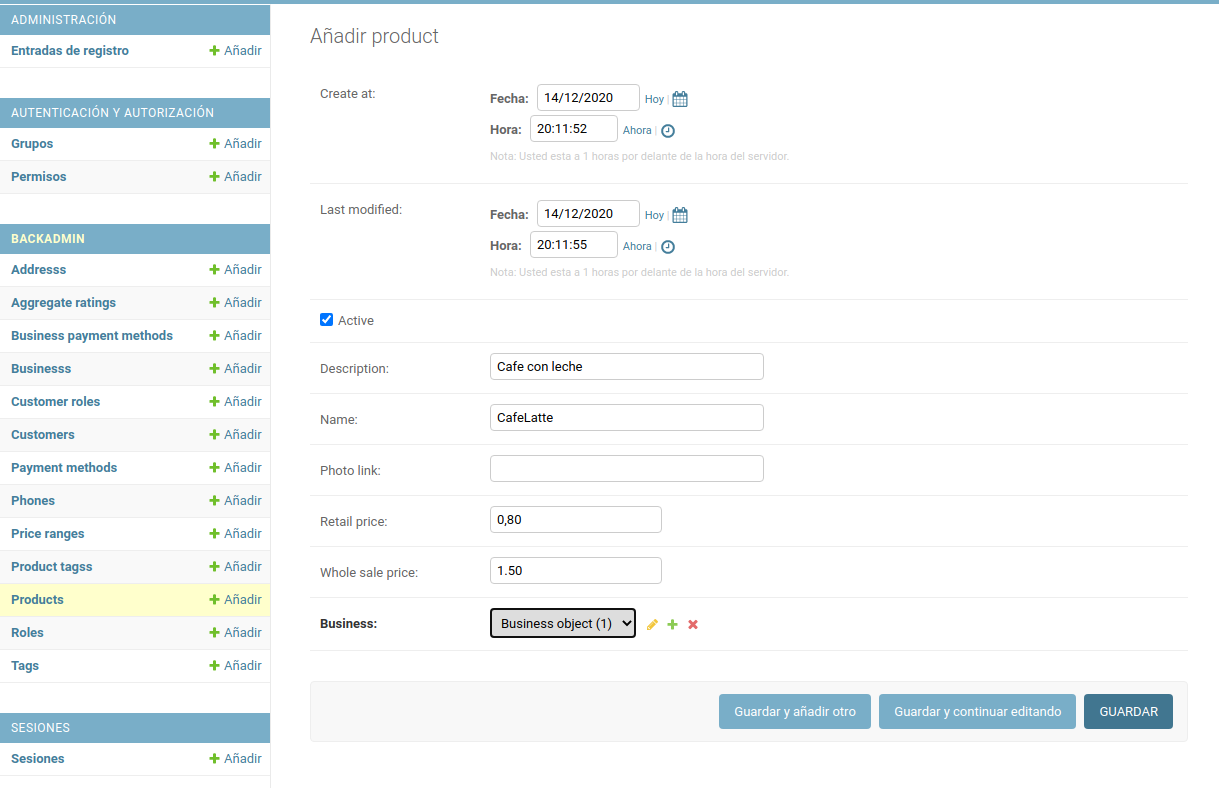 ADMINISTRACIÓN
Entradas de registro Añadir
AUTENTICACIÓN Y AUTORIZACIÓN
Grupos Añadir
Permisos Añadir
BACKADMIN
Addresss Añadir
Aggregate ratings Añadir
Business payment methods Añadir
Businesss Añadir
Customer roles Añadir
Customers Añadir
Payment methods Añadir
Phones Añadir
Price ranges Añadir
Product tagss Añadir
Products Añadir
Roles Añadir
Tags Añadir
SESIONES
Sesiones Añadir
Añadir product
Create at:
Fecha: 14/12/2020 Hoy |
Hora: 20:11:52 Ahora |
Nota: Usted esta a 1 horas por delante de la hora del servidor.
Last modified:
Fecha: 14/12/2020 Hoy |
Hora: 20:11:55 Ahora |
Nota: Usted esta a 1 horas por delante de la hora del servidor.
Active
Description: Cafe con leche
Name: CafeLatte
Photo link:
Retail price: 0,80
Whole sale price: 1.50
Business: Business object (1)
Guardar y añadir otro Guardar y continuar editando GUARDAR